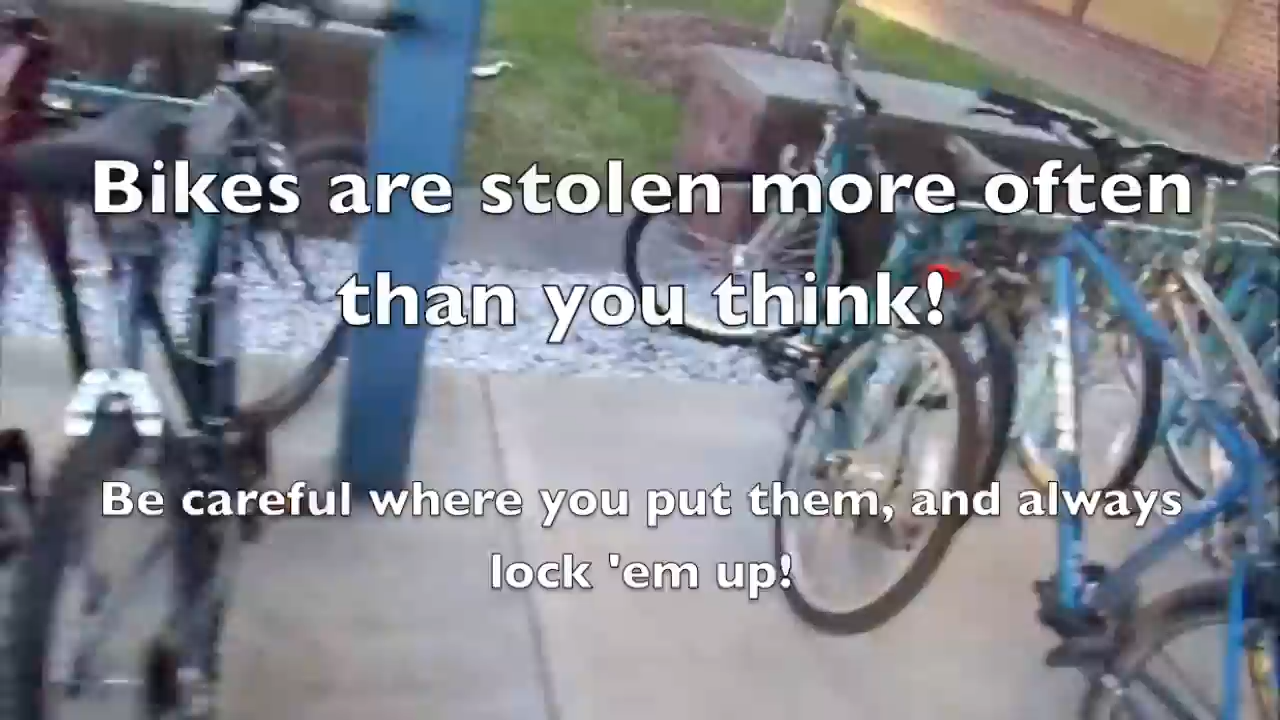 Bikes are stolen more often
than you think!
Be careful where you put them, and always
lock 'em up!